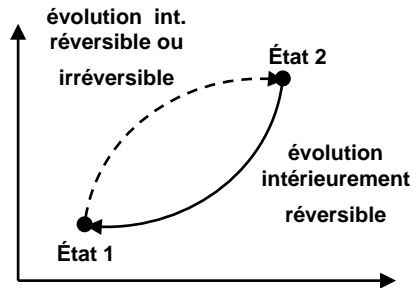 évolution int.
réversible ou
irréversible
État 2
évolution
intérieurement
réversible
État 1